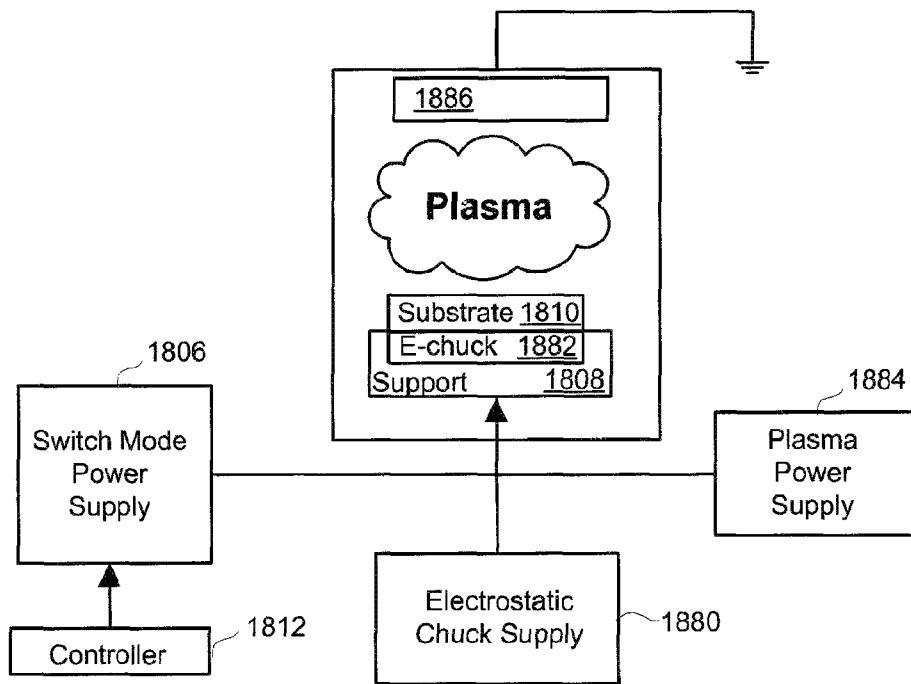 1886
Plasma
Substrate 1810
E-chuck 1882
Support 1808
1806
Switch Mode
Power
Supply
1884
Plasma
Power
Supply
Electrostatic
Chuck Supply
1880
Controller
1812